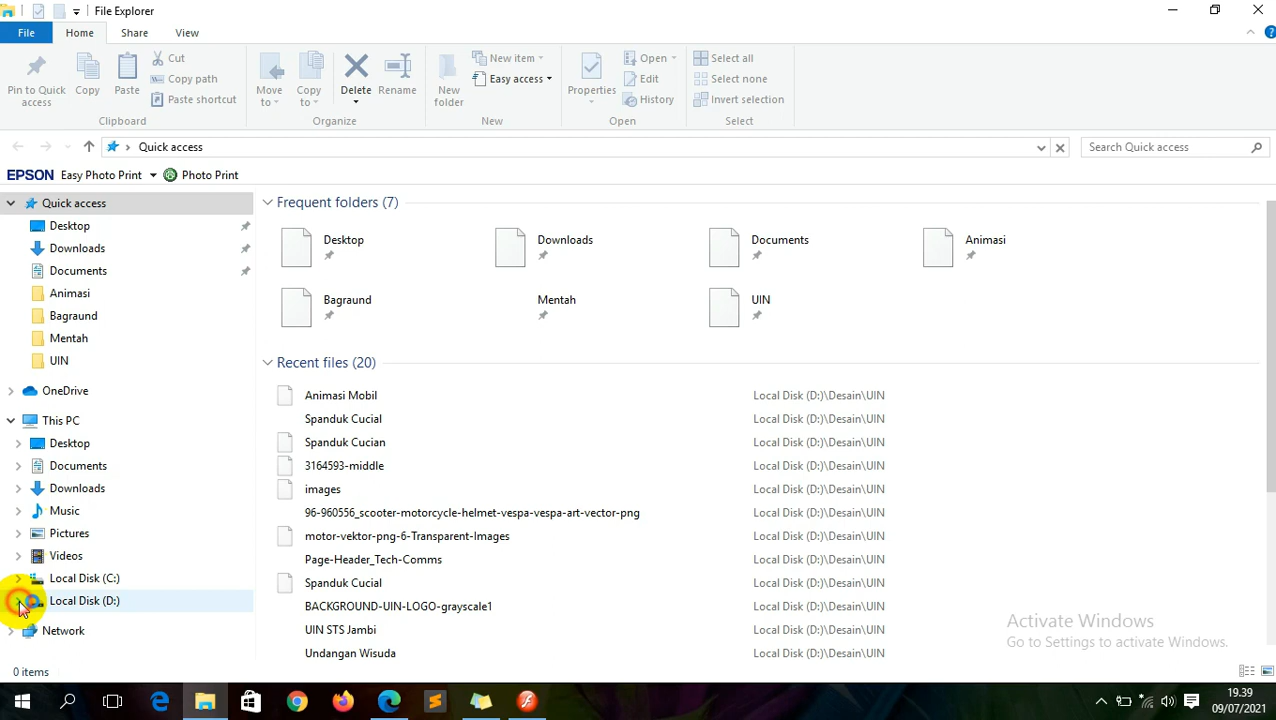 File Explorer
File Home Share View
Pin to Quick access
Copy
Paste
Cut
Copy path
Paste shortcut
Clipboard
Move to
Copy to
Delete
Rename
Organize
New folder
New item
Easy access
New
Properties
Open
Edit
History
Open
Select all
Select none
Invert selection
Select
Quick access
Search Quick access
EPSON Easy Photo Print Photo Print
Quick access
Desktop
Downloads
Documents
Animasi
Bagraund
Mentah
UIN
OneDrive
This PC
Desktop
Documents
Downloads
Music
Pictures
Videos
Local Disk (C:)
Local Disk (D:)
Network
Frequent folders (7)
Desktop
Downloads
Documents
Animasi
Bagraund
Mentah
UIN
Recent files (20)
Animasi Mobil Local Disk (D:)\Desain\UIN
Spanduk Cucial Local Disk (D:)\Desain\UIN
Spanduk Cucian Local Disk (D:)\Desain\UIN
3164593-middle Local Disk (D:)\Desain\UIN
images Local Disk (D:)\Desain\UIN
96-960556_scooter-motorcycle-helmet-vespa-vespa-art-vector-png Local Disk (D:)\Desain\UIN
motor-vektor-png-6-Transparent-Images Local Disk (D:)\Desain\UIN
Page-Header_Tech-Comms Local Disk (D:)\Desain\UIN
Spanduk Cucial Local Disk (D:)\Desain\UIN
BACKGROUND-UIN-LOGO-grayscale1 Local Disk (D:)\Desain\UIN
UIN STS Jambi Local Disk (D:)\Desain\UIN
Undangan Wisuda Local Disk (D:)\Desain\UIN
Activate Windows
Go to Settings to activate Windows.
0 items
19.39
09/07/2021